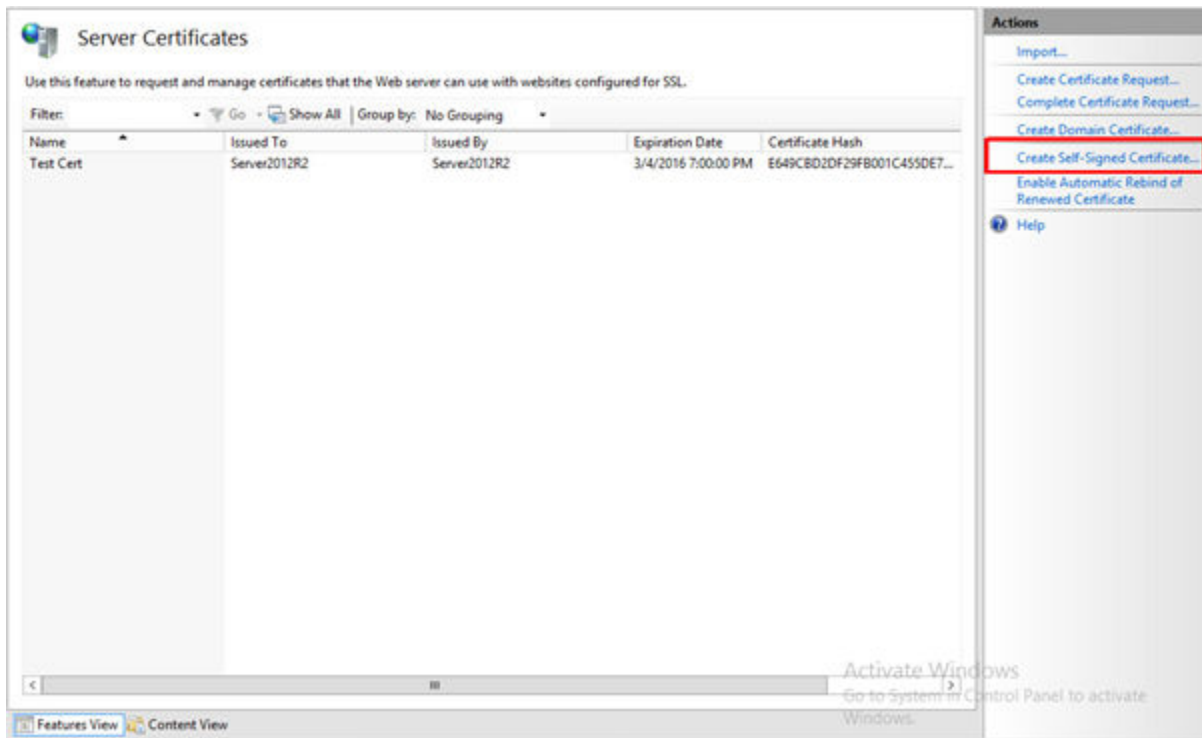 Server Certificates
Use this feature to request and manage certificates that the Web server can use with websites configured for SSL.
Filter: Go Show All Group by: No Grouping
Name Issued To Issued By Expiration Date Certificate Hash
Test Cert Server2012R2 Server2012R2 3/4/2016 7:00:00 PM E649CBD2DF29FB001C455DE7...
Features View Content View
Actions
Import...
Create Certificate Request...
Complete Certificate Request...
Create Domain Certificate...
Create Self-Signed Certificate...
Enable Automatic Rebind of
Renewed Certificate
Help
Activate Windows
Go to System in Control Panel to activate
Windows.